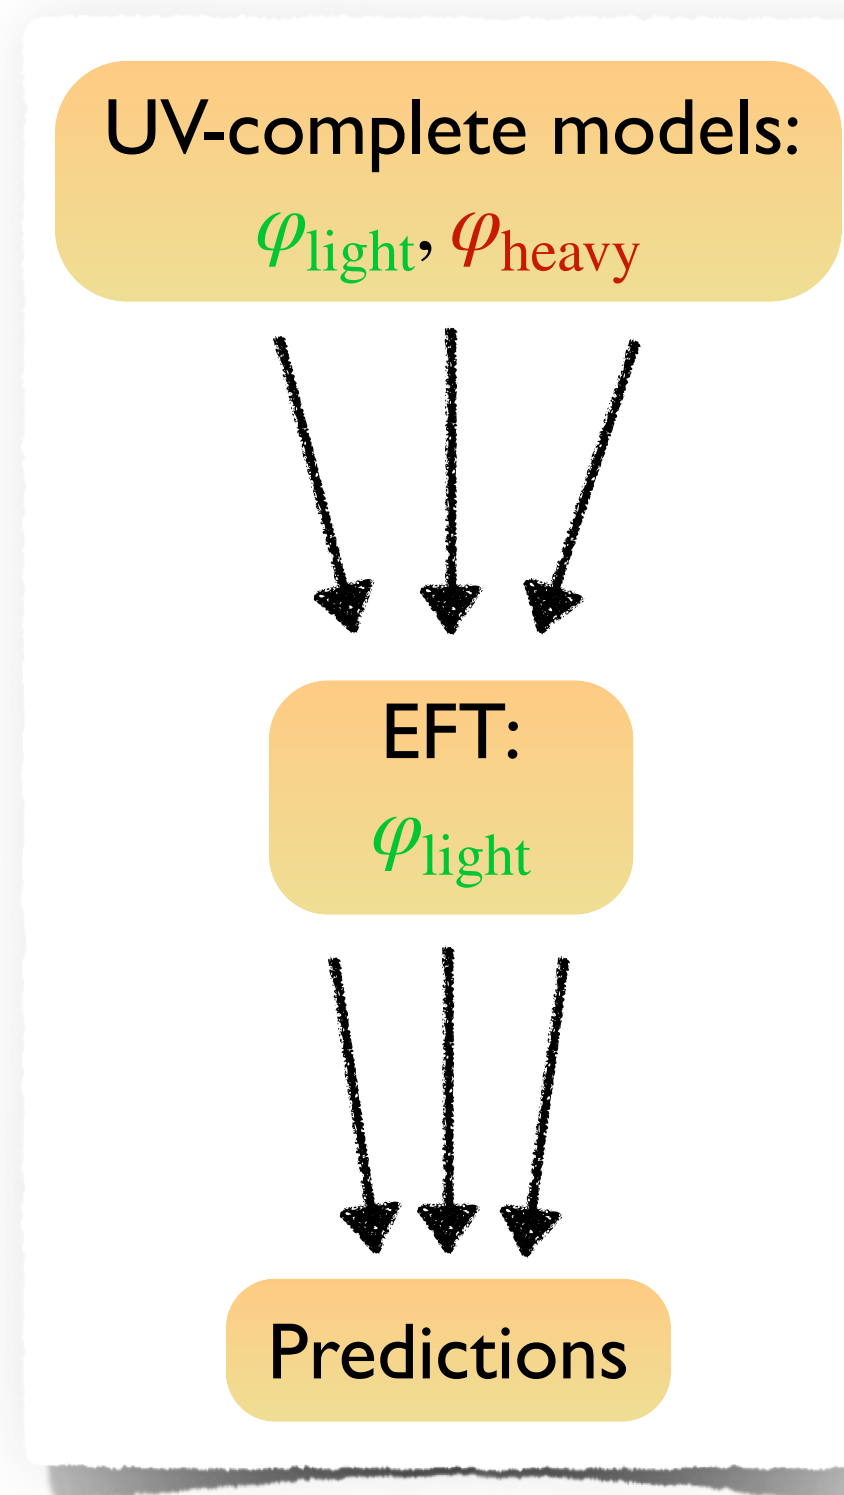 UV-complete models:
φlight, φheavy
EFT:
φlight
Predictions